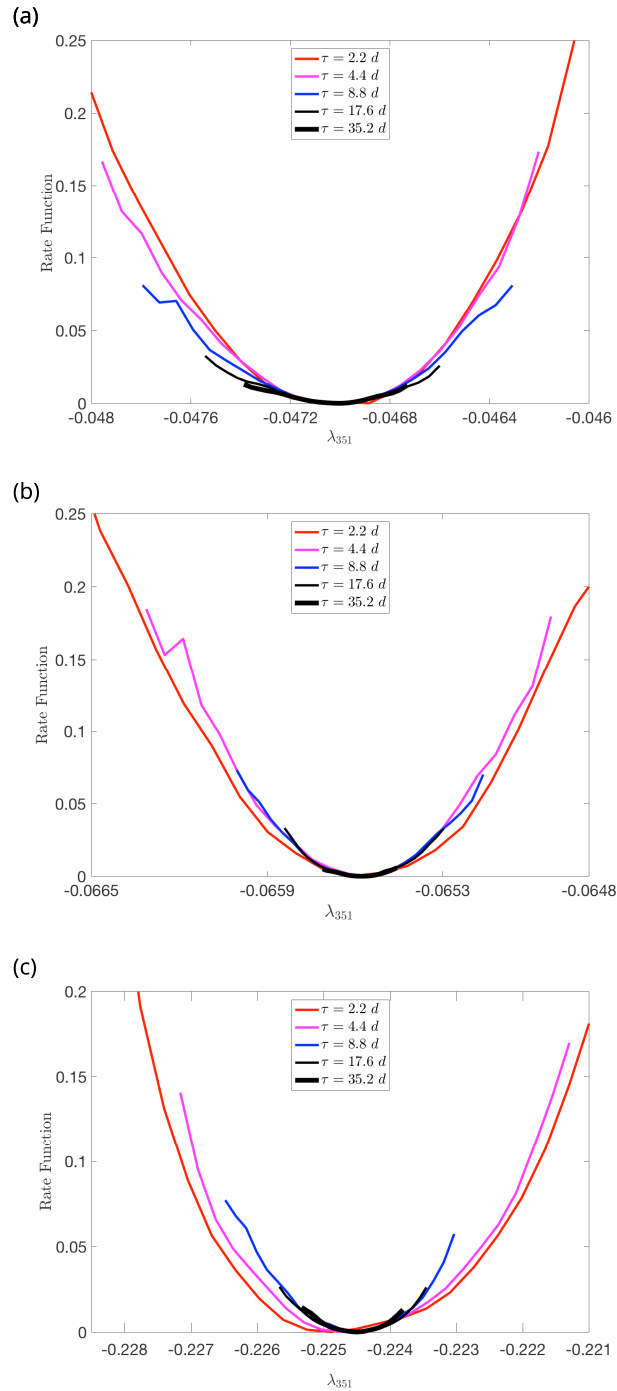 (a)
0.25
0.2
0.15
0.1
0.05
0
Rate Function
τ = 2.2 d
τ = 4.4 d
τ = 8.8 d
τ = 17.6 d
τ = 35.2 d
-0.048 -0.0476 -0.0472 -0.0468 -0.0464 -0.046
λ351
(b)
0.25
0.2
0.15
0.1
0.05
0
Rate Function
τ = 2.2 d
τ = 4.4 d
τ = 8.8 d
τ = 17.6 d
τ = 35.2 d
-0.0665 -0.0659 -0.0653 -0.0648
λ351
(c)
0.2
0.15
0.1
0.05
0
Rate Function
τ = 2.2 d
τ = 4.4 d
τ = 8.8 d
τ = 17.6 d
τ = 35.2 d
-0.228 -0.227 -0.226 -0.225 -0.224 -0.223 -0.222 -0.221
λ351